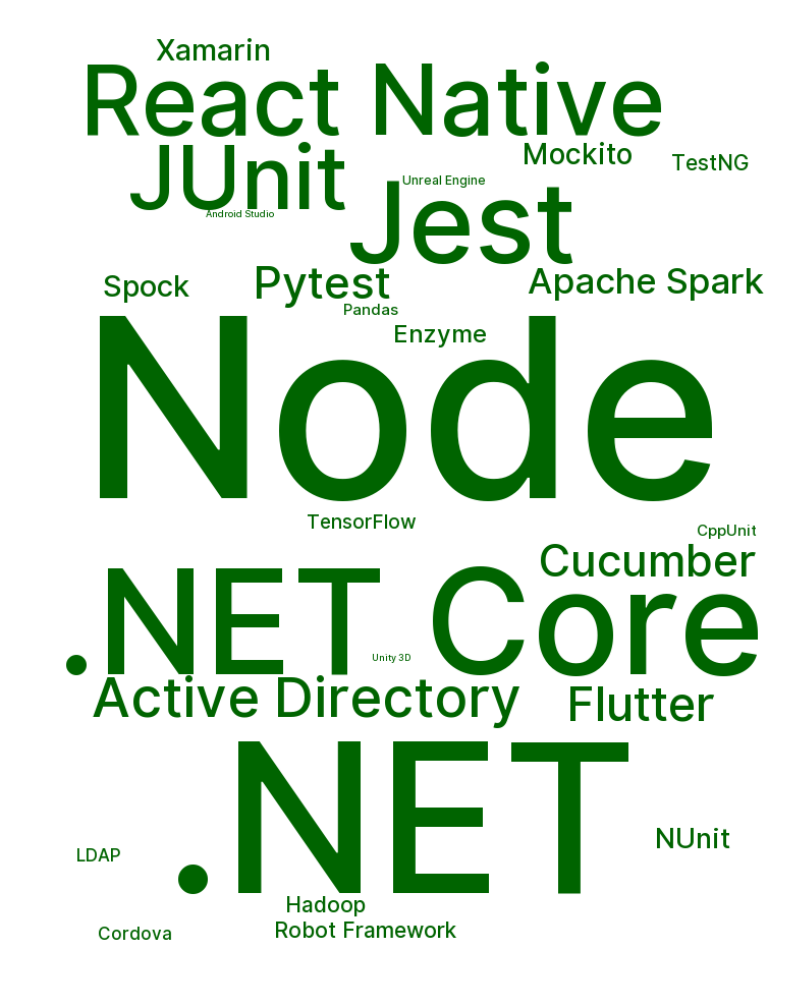 Xamarin
React Native
JUnit
Mockito
TestNG
Unreal Engine
Android Studio
Jest
Spock
Pytest
Apache Spark
Pandas
Enzyme
Node
TensorFlow
CppUnit
Cucumber
.NET Core
Unity 3D
Active Directory
Flutter
.NET
NUnit
LDAP
Hadoop
Robot Framework
Cordova